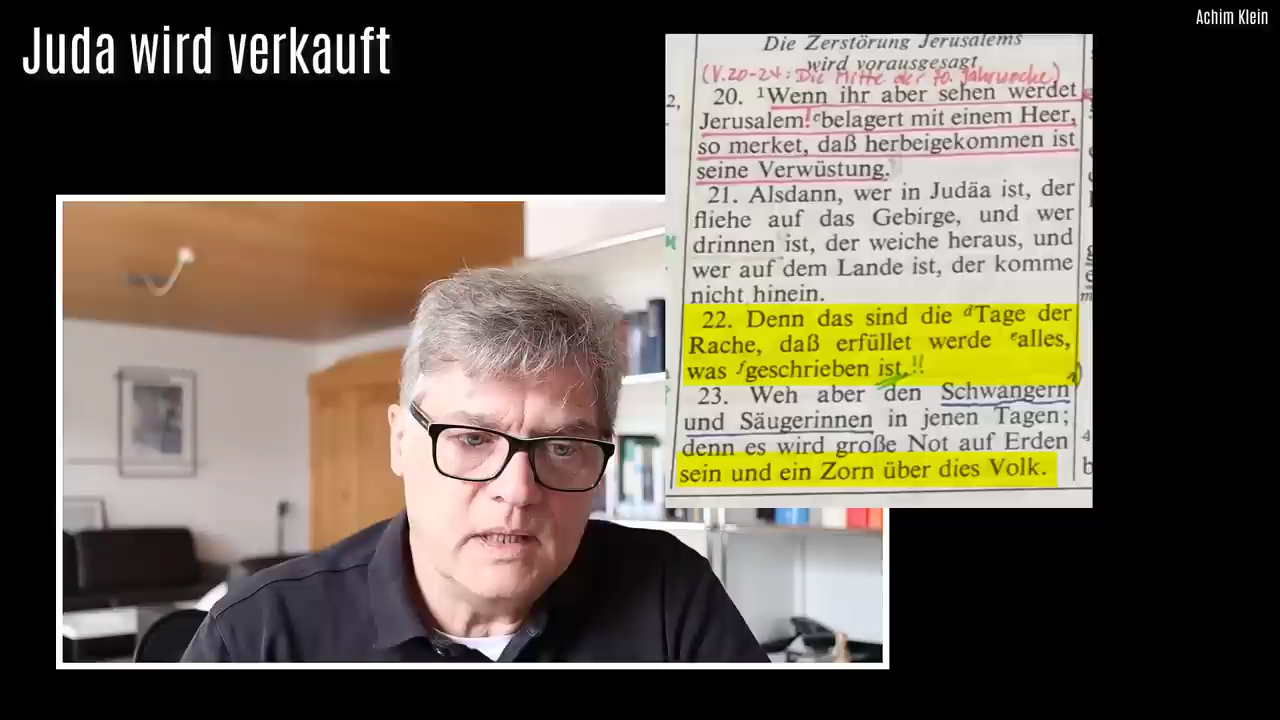 Juda wird verkauft
Achim Klein
Die Zerstörung Jerusalems
wird vorausgesagt
(V.20-24: Die Mitte der 70. Jahrwoche)
20. ¹Wenn ihr aber sehen werdet
Jerusalem! ᶜbelagert mit einem Heer,
so merket, daß herbeigekommen ist
seine Verwüstung.
21. Alsdann, wer in Judäa ist, der
fliehe auf das Gebirge, und wer
drinnen ist, der weiche heraus, und
wer auf dem Lande ist, der komme
nicht hinein.
22. Denn das sind die ᵈTage der
Rache, daß erfüllet werde ᵉalles,
was ᶠgeschrieben ist.!!
23. Weh aber den Schwangern
und Säugerinnen in jenen Tagen;
denn es wird große Not auf Erden
sein und ein Zorn über dies Volk.